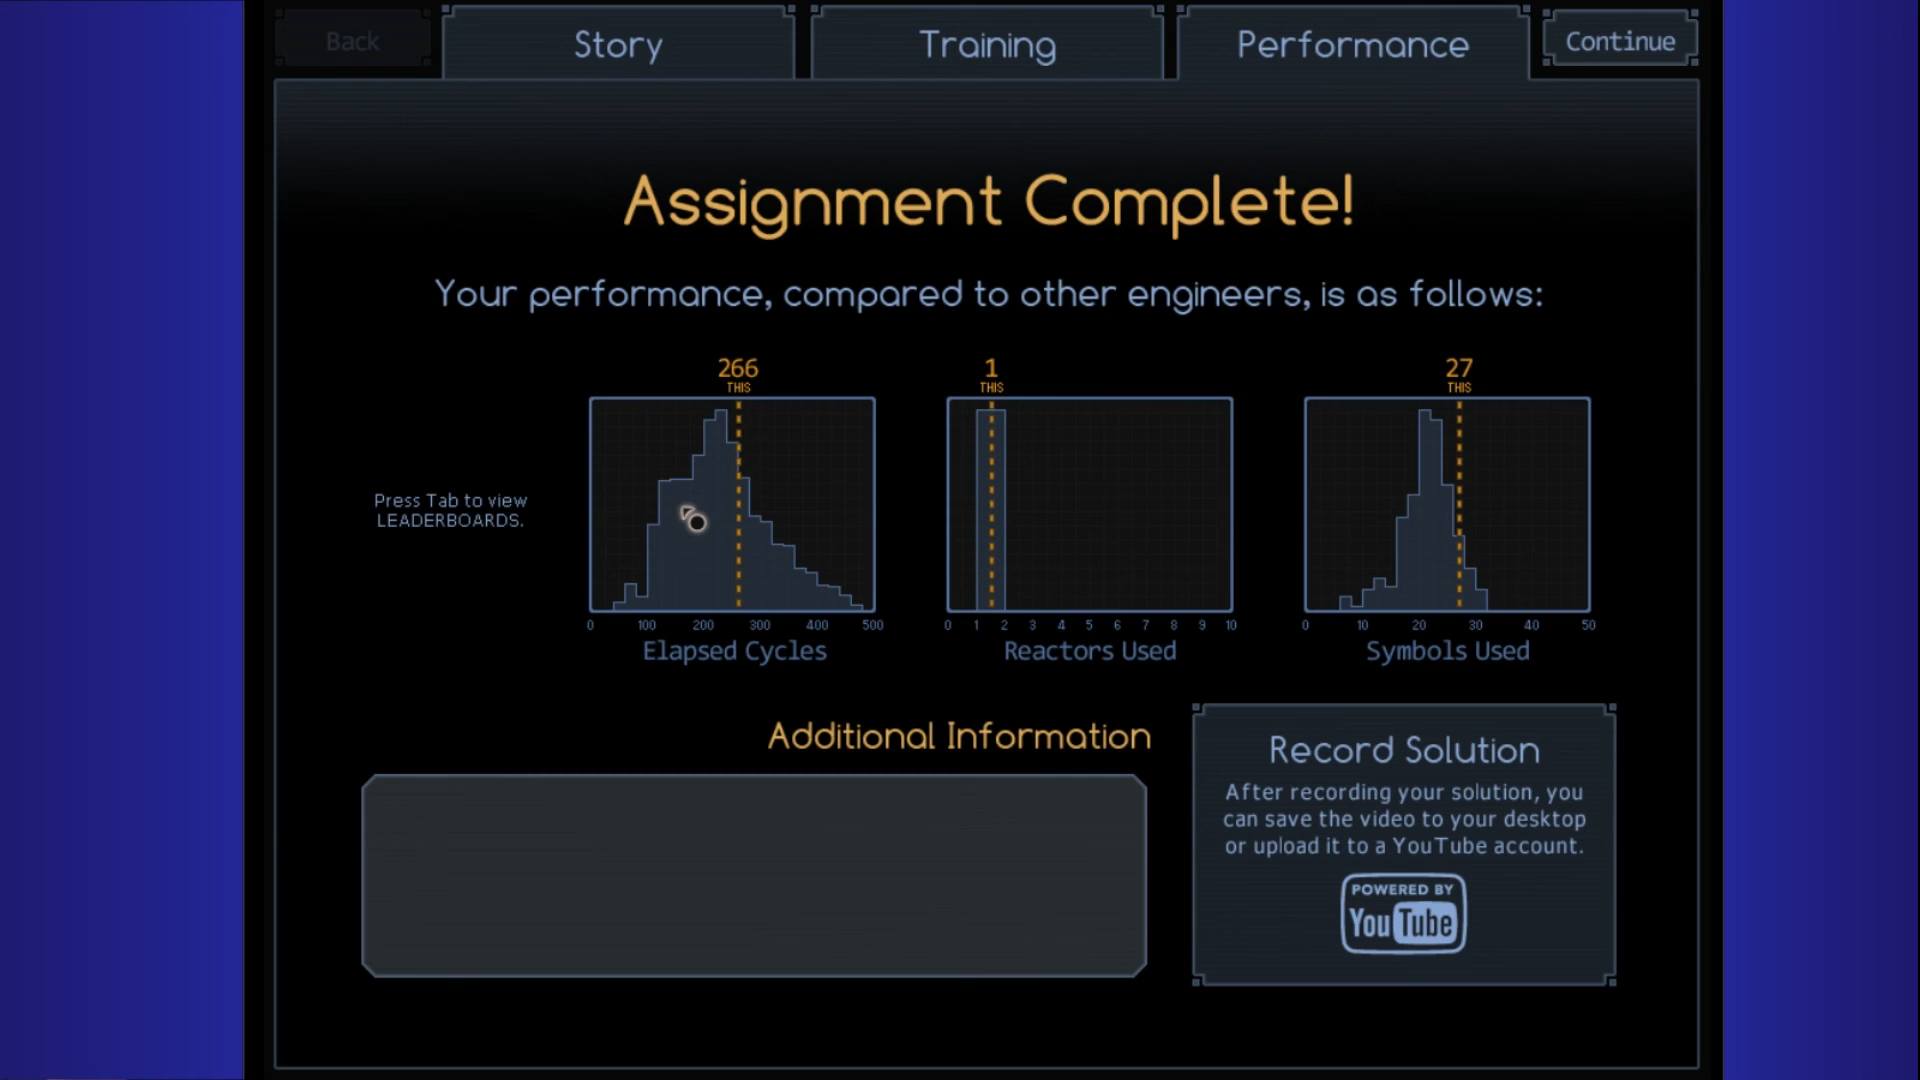 Back
Story
Training
Performance
Continue
Assignment Complete!
Your performance, compared to other engineers, is as follows:
266
THIS
1
THIS
27
THIS
Press Tab to view
LEADERBOARDS.
0 100 200 300 400 500
0 1 2 3 4 5 6 7 8 9 10
0 10 20 30 40 50
Elapsed Cycles
Reactors Used
Symbols Used
Additional Information
Record Solution
After recording your solution, you
can save the video to your desktop
or upload it to a YouTube account.
POWERED BY
YouTube